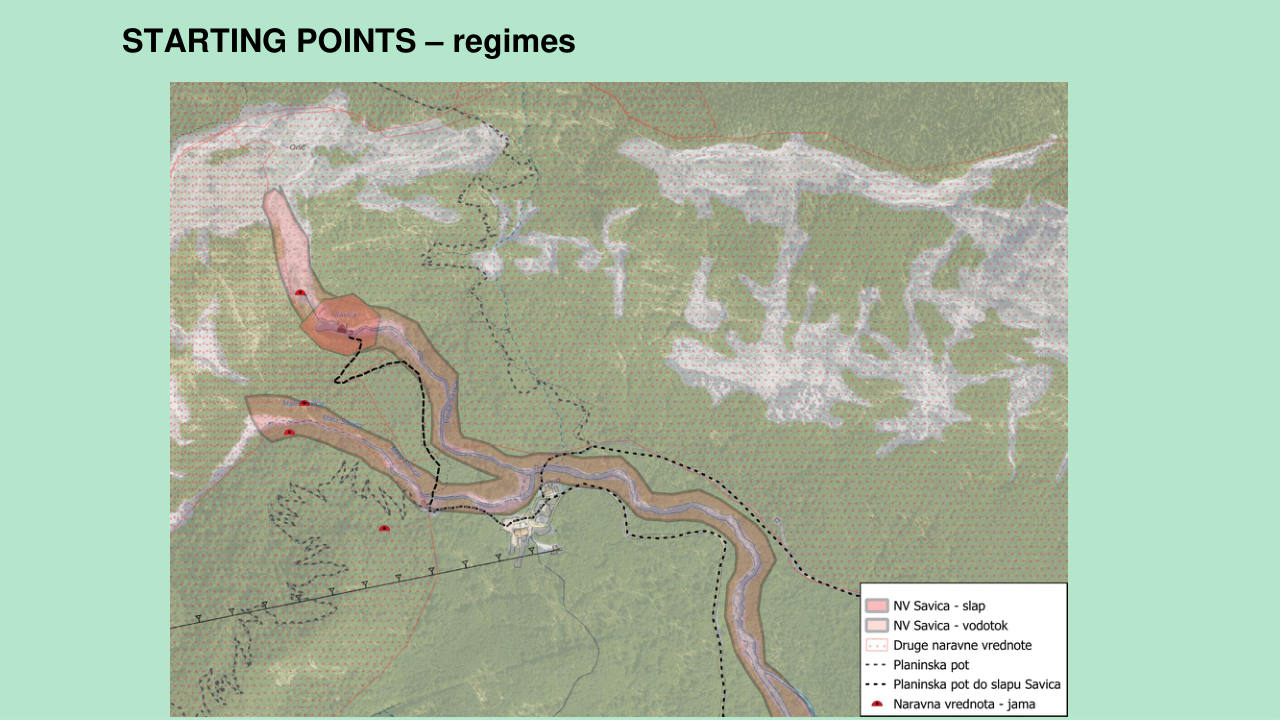 STARTING POINTS – regimes
NV Savica - slap
NV Savica - vodotok
Druge naravne vrednote
Planinska pot
Planinska pot do slapu Savica
Naravna vrednota - jama